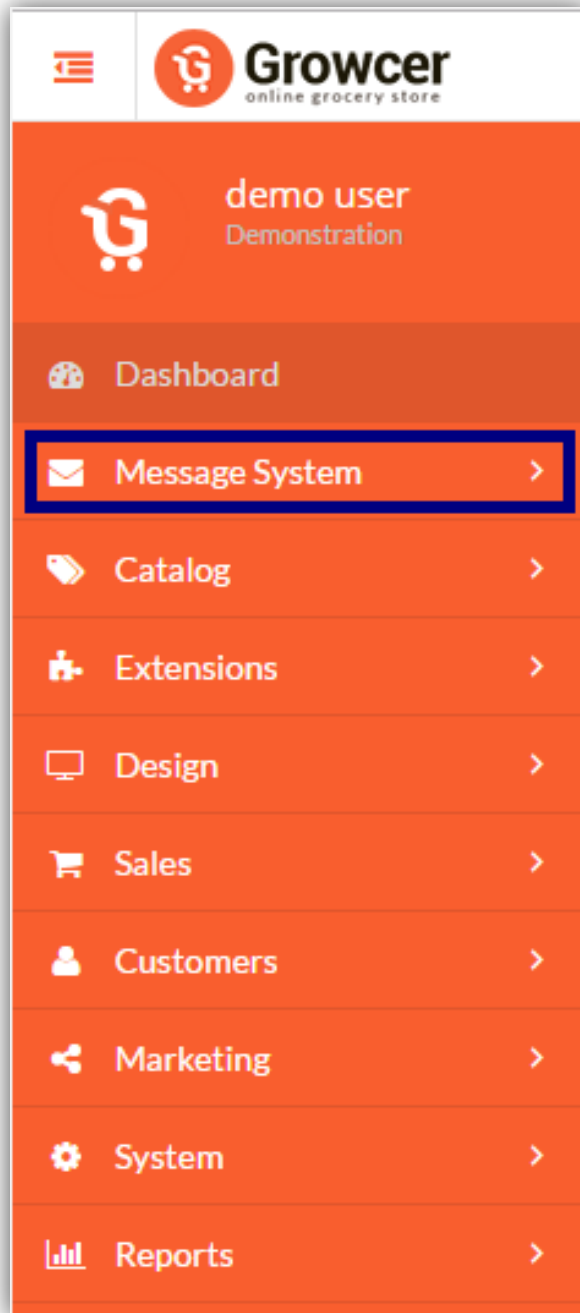 Growcer
online grocery store
demo user
Demonstration
Dashboard
Message System
Catalog
Extensions
Design
Sales
Customers
Marketing
System
Reports